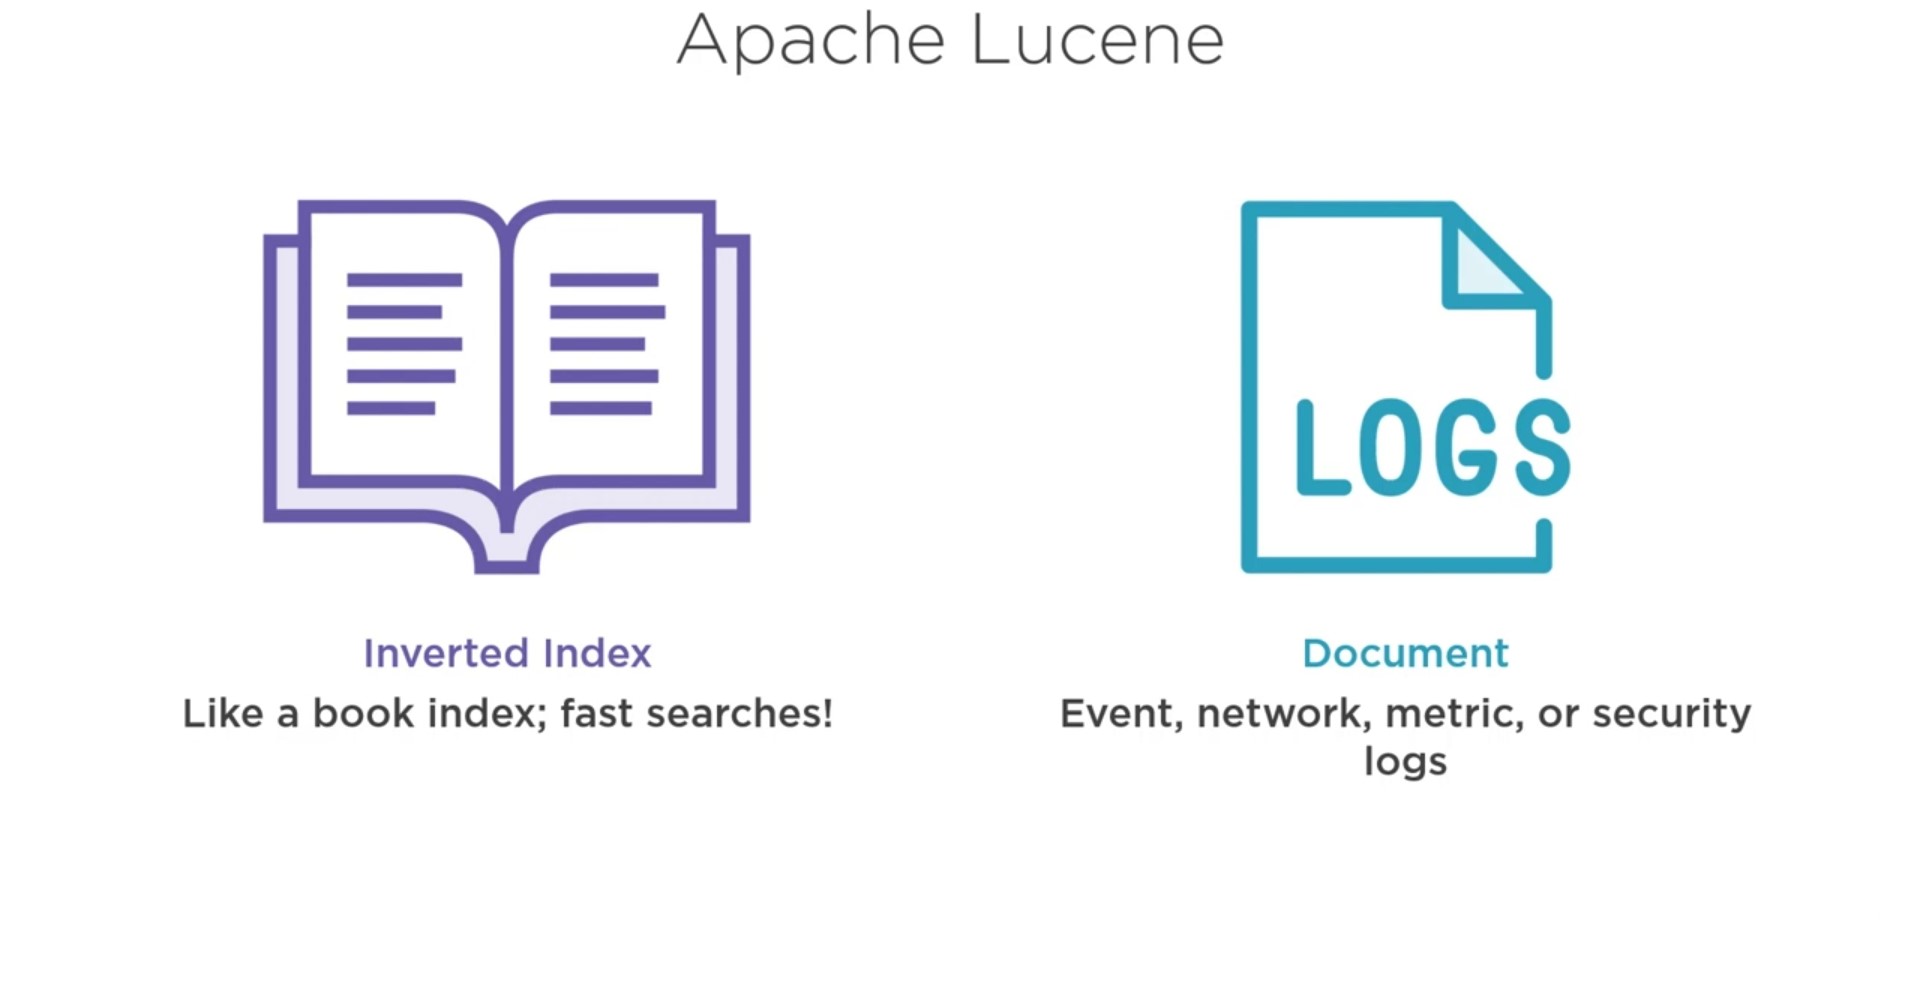 Apache Lucene
LOGS
Inverted Index
Like a book index; fast searches!
Document
Event, network, metric, or security
logs